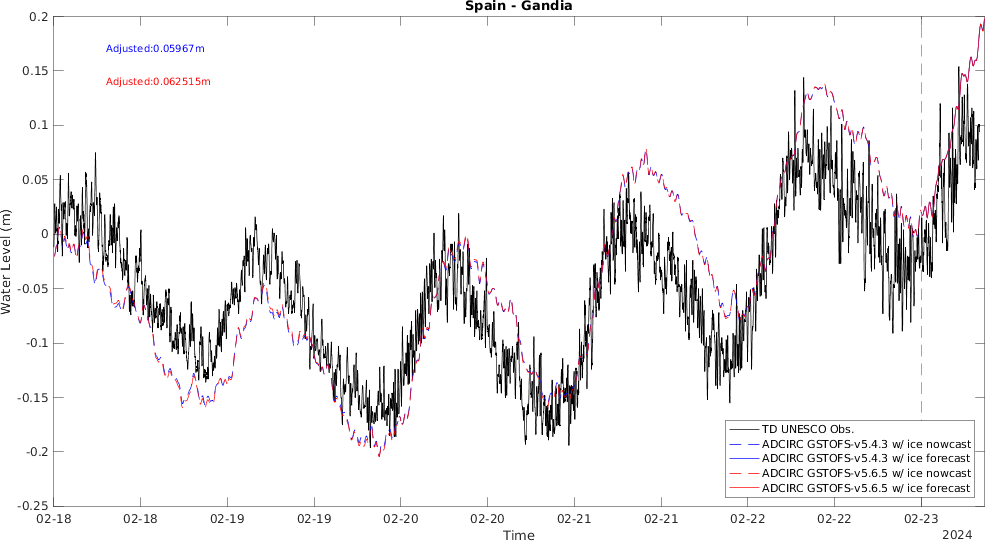 Spain - Gandia
Adjusted:0.05967m
Adjusted:0.062515m
Water Level (m)
0.2
0.15
0.1
0.05
0
-0.05
-0.1
-0.15
-0.2
-0.25
TD UNESCO Obs.
ADCIRC GSTOFS-v5.4.3 w/ ice nowcast
ADCIRC GSTOFS-v5.4.3 w/ ice forecast
ADCIRC GSTOFS-v5.6.5 w/ ice nowcast
ADCIRC GSTOFS-v5.6.5 w/ ice forecast
02-18 02-18 02-19 02-19 02-20 02-20 02-21 02-21 02-22 02-22 02-23
Time
2024